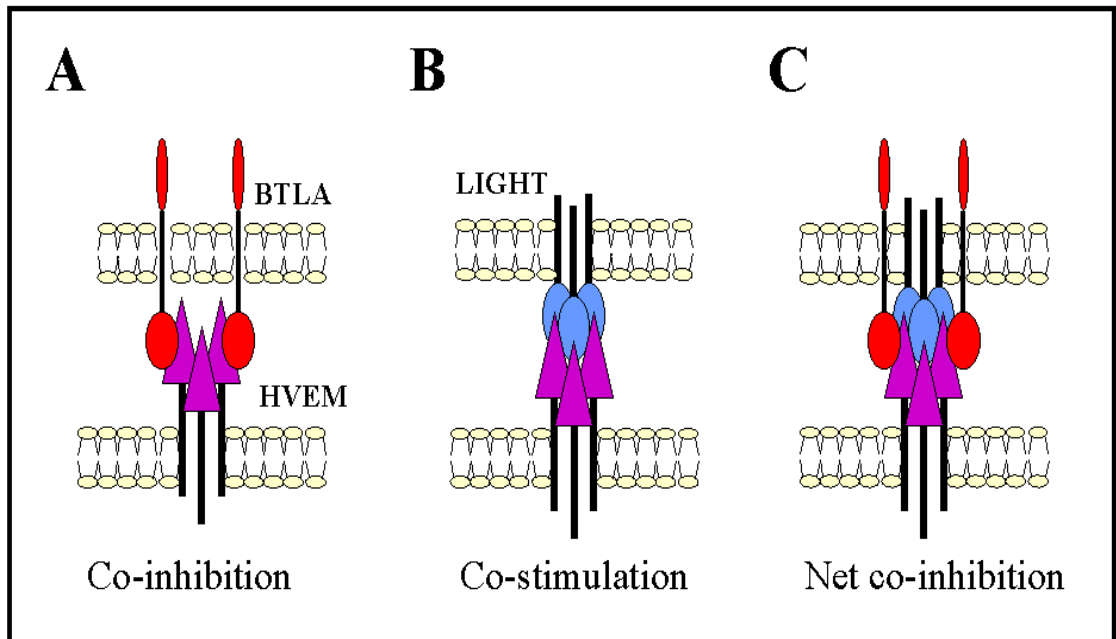 A
B
C
BTLA
LIGHT
HVEM
Co-inhibition
Co-stimulation
Net co-inhibition